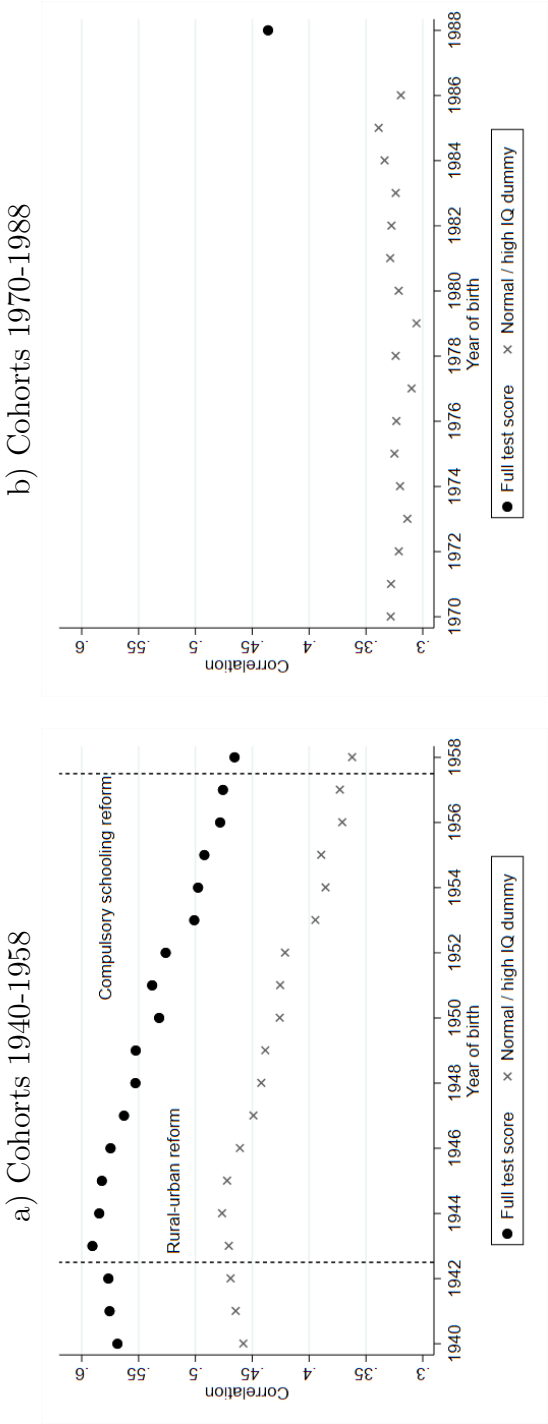 a) Cohorts 1940-1958
.6
.55
.5
.45
.4
.35
.3
Correlation
Compulsory schooling reform
Rural-urban reform
1940 1942 1944 1946 1948 1950 1952 1954 1956 1958
Year of birth
Full test score Normal / high IQ dummy
b) Cohorts 1970-1988
.6
.55
.5
.45
.4
.35
.3
Correlation
1970 1972 1974 1976 1978 1980 1982 1984 1986 1988
Year of birth
Full test score Normal / high IQ dummy